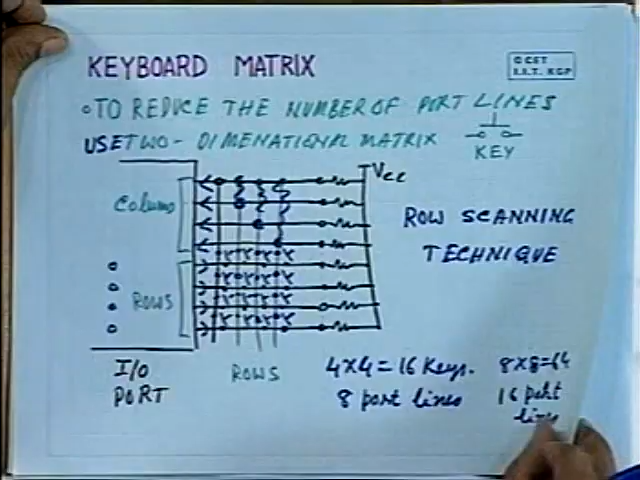 KEYBOARD MATRIX
© CET
I.I.T. KGP
• TO REDUCE THE NUMBER OF PORT LINES
USE TWO-DIMENATIONAL MATRIX
KEY
Vcc
Column
ROW SCANNING
TECHNIQUE
ROWS
I/O
PORT
ROWS
4X4=16 Keys.
8 port lines
8X8=64
16 port
lines